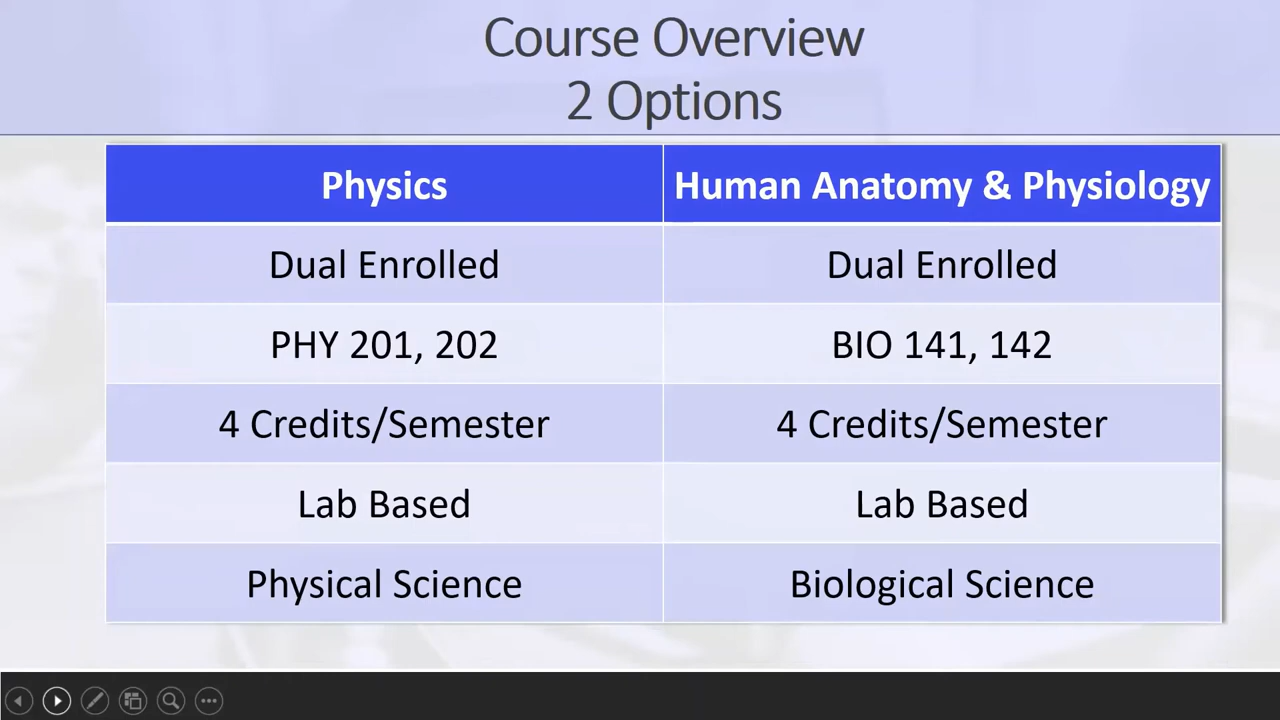 Course Overview
2 Options
Physics
Human Anatomy & Physiology
Dual Enrolled
Dual Enrolled
PHY 201, 202
BIO 141, 142
4 Credits/Semester
4 Credits/Semester
Lab Based
Lab Based
Physical Science
Biological Science